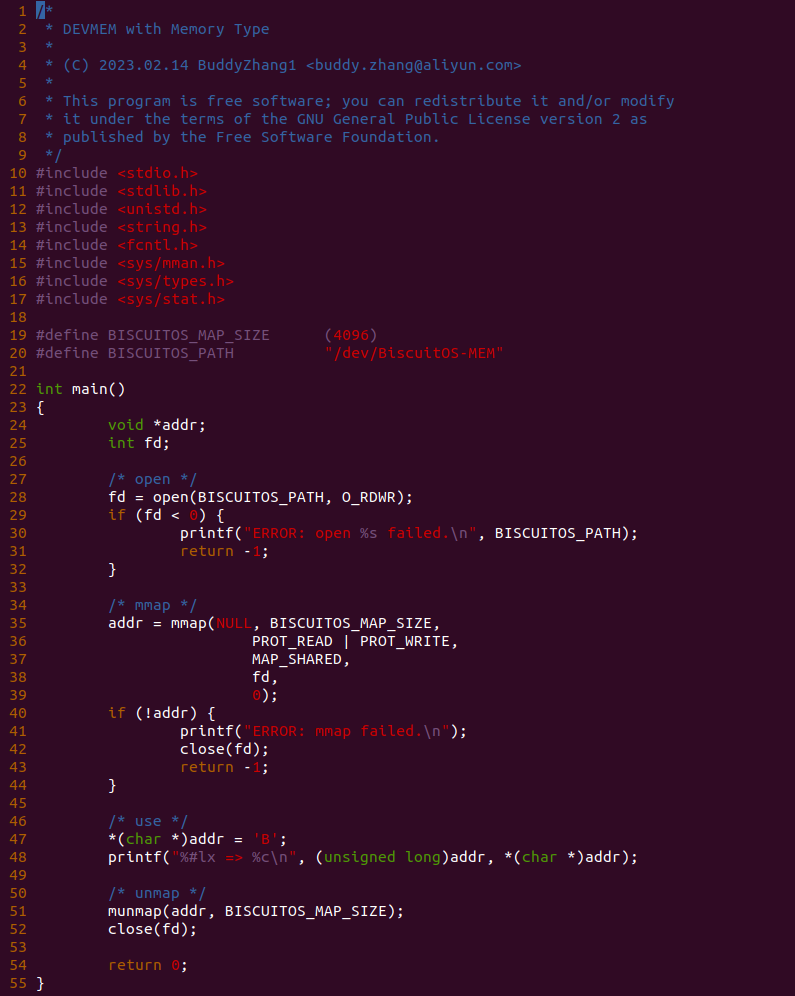 1 /*
2  * DEVMEM with Memory Type
3  *
4  * (C) 2023.02.14 BuddyZhang1 <buddy.zhang@aliyun.com>
5  *
6  * This program is free software; you can redistribute it and/or modify
7  * it under the terms of the GNU General Public License version 2 as
8  * published by the Free Software Foundation.
9  */
10 #include <stdio.h>
11 #include <stdlib.h>
12 #include <unistd.h>
13 #include <string.h>
14 #include <fcntl.h>
15 #include <sys/mman.h>
16 #include <sys/types.h>
17 #include <sys/stat.h>
18
19 #define BISCUITOS_MAP_SIZE      (4096)
20 #define BISCUITOS_PATH          "/dev/BiscuitOS-MEM"
21
22 int main()
23 {
24         void *addr;
25         int fd;
26
27         /* open */
28         fd = open(BISCUITOS_PATH, O_RDWR);
29         if (fd < 0) {
30                 printf("ERROR: open %s failed.\n", BISCUITOS_PATH);
31                 return -1;
32         }
33
34         /* mmap */
35         addr = mmap(NULL, BISCUITOS_MAP_SIZE,
36                         PROT_READ | PROT_WRITE,
37                         MAP_SHARED,
38                         fd,
39                         0);
40         if (!addr) {
41                 printf("ERROR: mmap failed.\n");
42                 close(fd);
43                 return -1;
44         }
45
46         /* use */
47         *(char *)addr = 'B';
48         printf("%#lx => %c\n", (unsigned long)addr, *(char *)addr);
49
50         /* unmap */
51         munmap(addr, BISCUITOS_MAP_SIZE);
52         close(fd);
53
54         return 0;
55 }